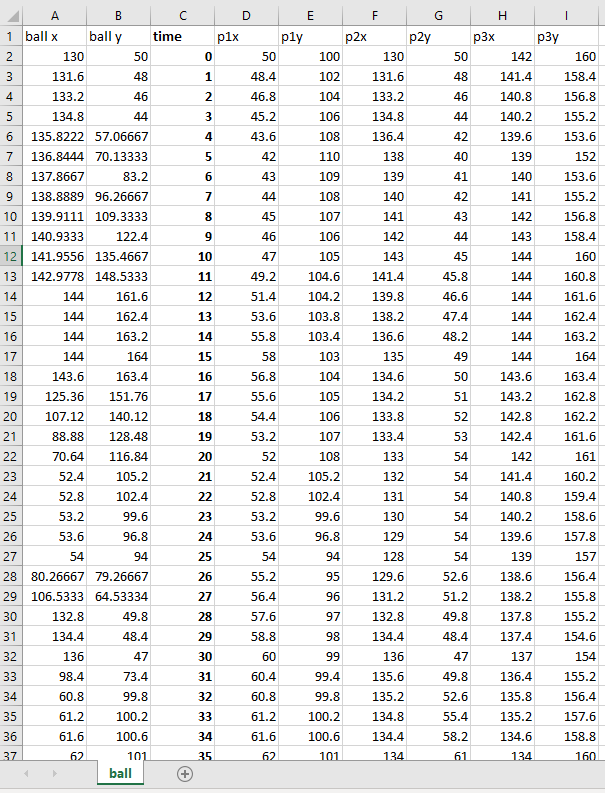 A B C D E F G H I
1 ball x ball y time p1x p1y p2x p2y p3x p3y
2 130 50 0 50 100 130 50 142 160
3 131.6 48 1 48.4 102 131.6 48 141.4 158.4
4 133.2 46 2 46.8 104 133.2 46 140.8 156.8
5 134.8 44 3 45.2 106 134.8 44 140.2 155.2
6 135.8222 57.06667 4 43.6 108 136.4 42 139.6 153.6
7 136.8444 70.13333 5 42 110 138 40 139 152
8 137.8667 83.2 6 43 109 139 41 140 153.6
9 138.8889 96.26667 7 44 108 140 42 141 155.2
10 139.9111 109.3333 8 45 107 141 43 142 156.8
11 140.9333 122.4 9 46 106 142 44 143 158.4
12 141.9556 135.4667 10 47 105 143 45 144 160
13 142.9778 148.5333 11 49.2 104.6 141.4 45.8 144 160.8
14 144 161.6 12 51.4 104.2 139.8 46.6 144 161.6
15 144 162.4 13 53.6 103.8 138.2 47.4 144 162.4
16 144 163.2 14 55.8 103.4 136.6 48.2 144 163.2
17 144 164 15 58 103 135 49 144 164
18 143.6 163.4 16 56.8 104 134.6 50 143.6 163.4
19 125.36 151.76 17 55.6 105 134.2 51 143.2 162.8
20 107.12 140.12 18 54.4 106 133.8 52 142.8 162.2
21 88.88 128.48 19 53.2 107 133.4 53 142.4 161.6
22 70.64 116.84 20 52 108 133 54 142 161
23 52.4 105.2 21 52.4 105.2 132 54 141.4 160.2
24 52.8 102.4 22 52.8 102.4 131 54 140.8 159.4
25 53.2 99.6 23 53.2 99.6 130 54 140.2 158.6
26 53.6 96.8 24 53.6 96.8 129 54 139.6 157.8
27 54 94 25 54 94 128 54 139 157
28 80.26667 79.26667 26 55.2 95 129.6 52.6 138.6 156.4
29 106.5333 64.53334 27 56.4 96 131.2 51.2 138.2 155.8
30 132.8 49.8 28 57.6 97 132.8 49.8 137.8 155.2
31 134.4 48.4 29 58.8 98 134.4 48.4 137.4 154.6
32 136 47 30 60 99 136 47 137 154
33 98.4 73.4 31 60.4 99.4 135.6 49.8 136.4 155.2
34 60.8 99.8 32 60.8 99.8 135.2 52.6 135.8 156.4
35 61.2 100.2 33 61.2 100.2 134.8 55.4 135.2 157.6
36 61.6 100.6 34 61.6 100.6 134.4 58.2 134.6 158.8
37 62 101 35 62 101 134 61 134 160
ball